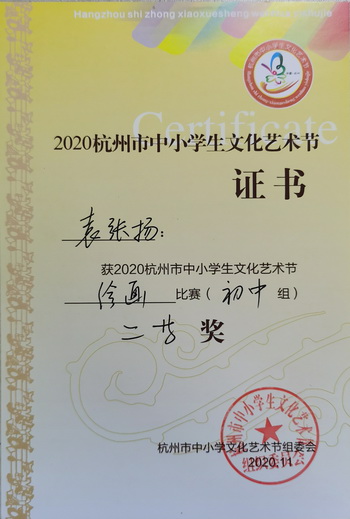 Hangzhou shi zhong xiaoxuesheng
Certificate
2020杭州市中小学生文化艺术节
证书
袁张扬:
获2020杭州市中小学生文化艺术节
绘画 比赛(初中组)
二等 奖
杭州市中小学文化艺术节组委会
2020.11